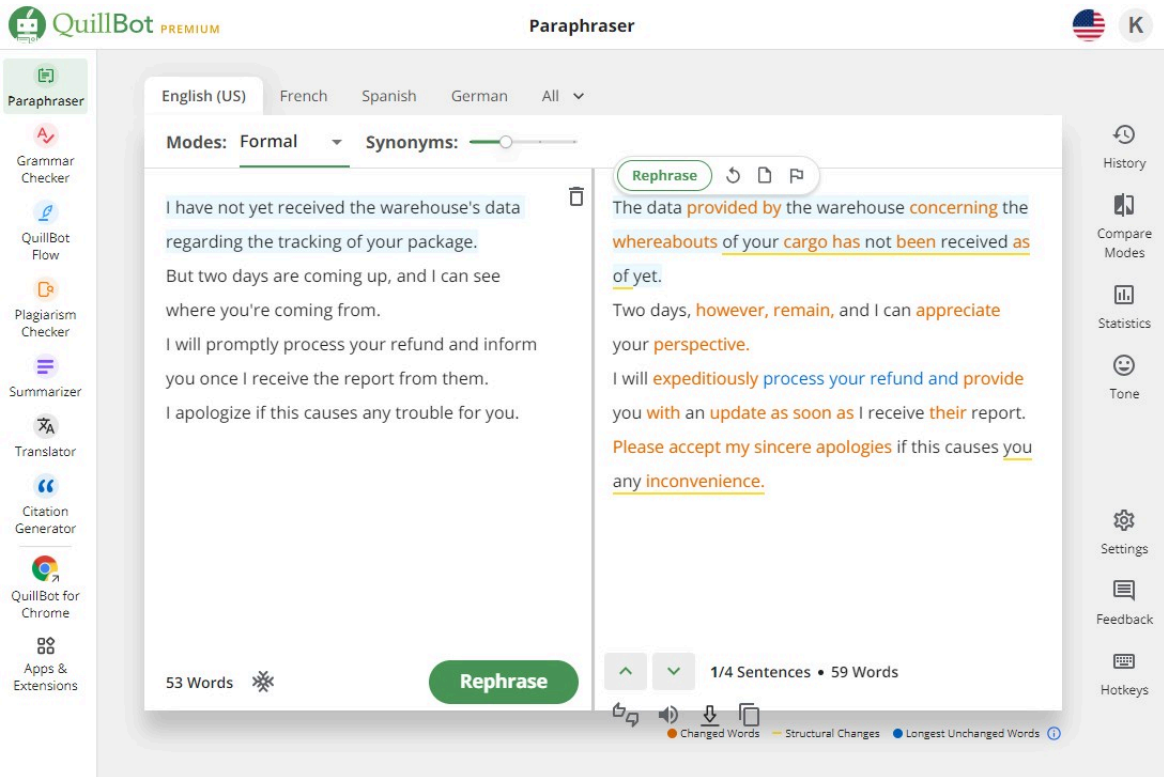 QuillBot PREMIUM
Paraphraser
K
Paraphraser
Grammar
Checker
QuillBot
Flow
Plagiarism
Checker
Summarizer
Translator
Citation
Generator
QuillBot for
Chrome
Apps &
Extensions
English (US) French Spanish German All
Modes: Formal Synonyms:
I have not yet received the warehouse's data
regarding the tracking of your package.
But two days are coming up, and I can see
where you're coming from.
I will promptly process your refund and inform
you once I receive the report from them.
I apologize if this causes any trouble for you.
53 Words
Rephrase
Rephrase
The data provided by the warehouse concerning the
whereabouts of your cargo has not been received as
of yet.
Two days, however, remain, and I can appreciate
your perspective.
I will expeditiously process your refund and provide
you with an update as soon as I receive their report.
Please accept my sincere apologies if this causes you
any inconvenience.
1/4 Sentences • 59 Words
Changed Words Structural Changes Longest Unchanged Words
History
Compare
Modes
Statistics
Tone
Settings
Feedback
Hotkeys